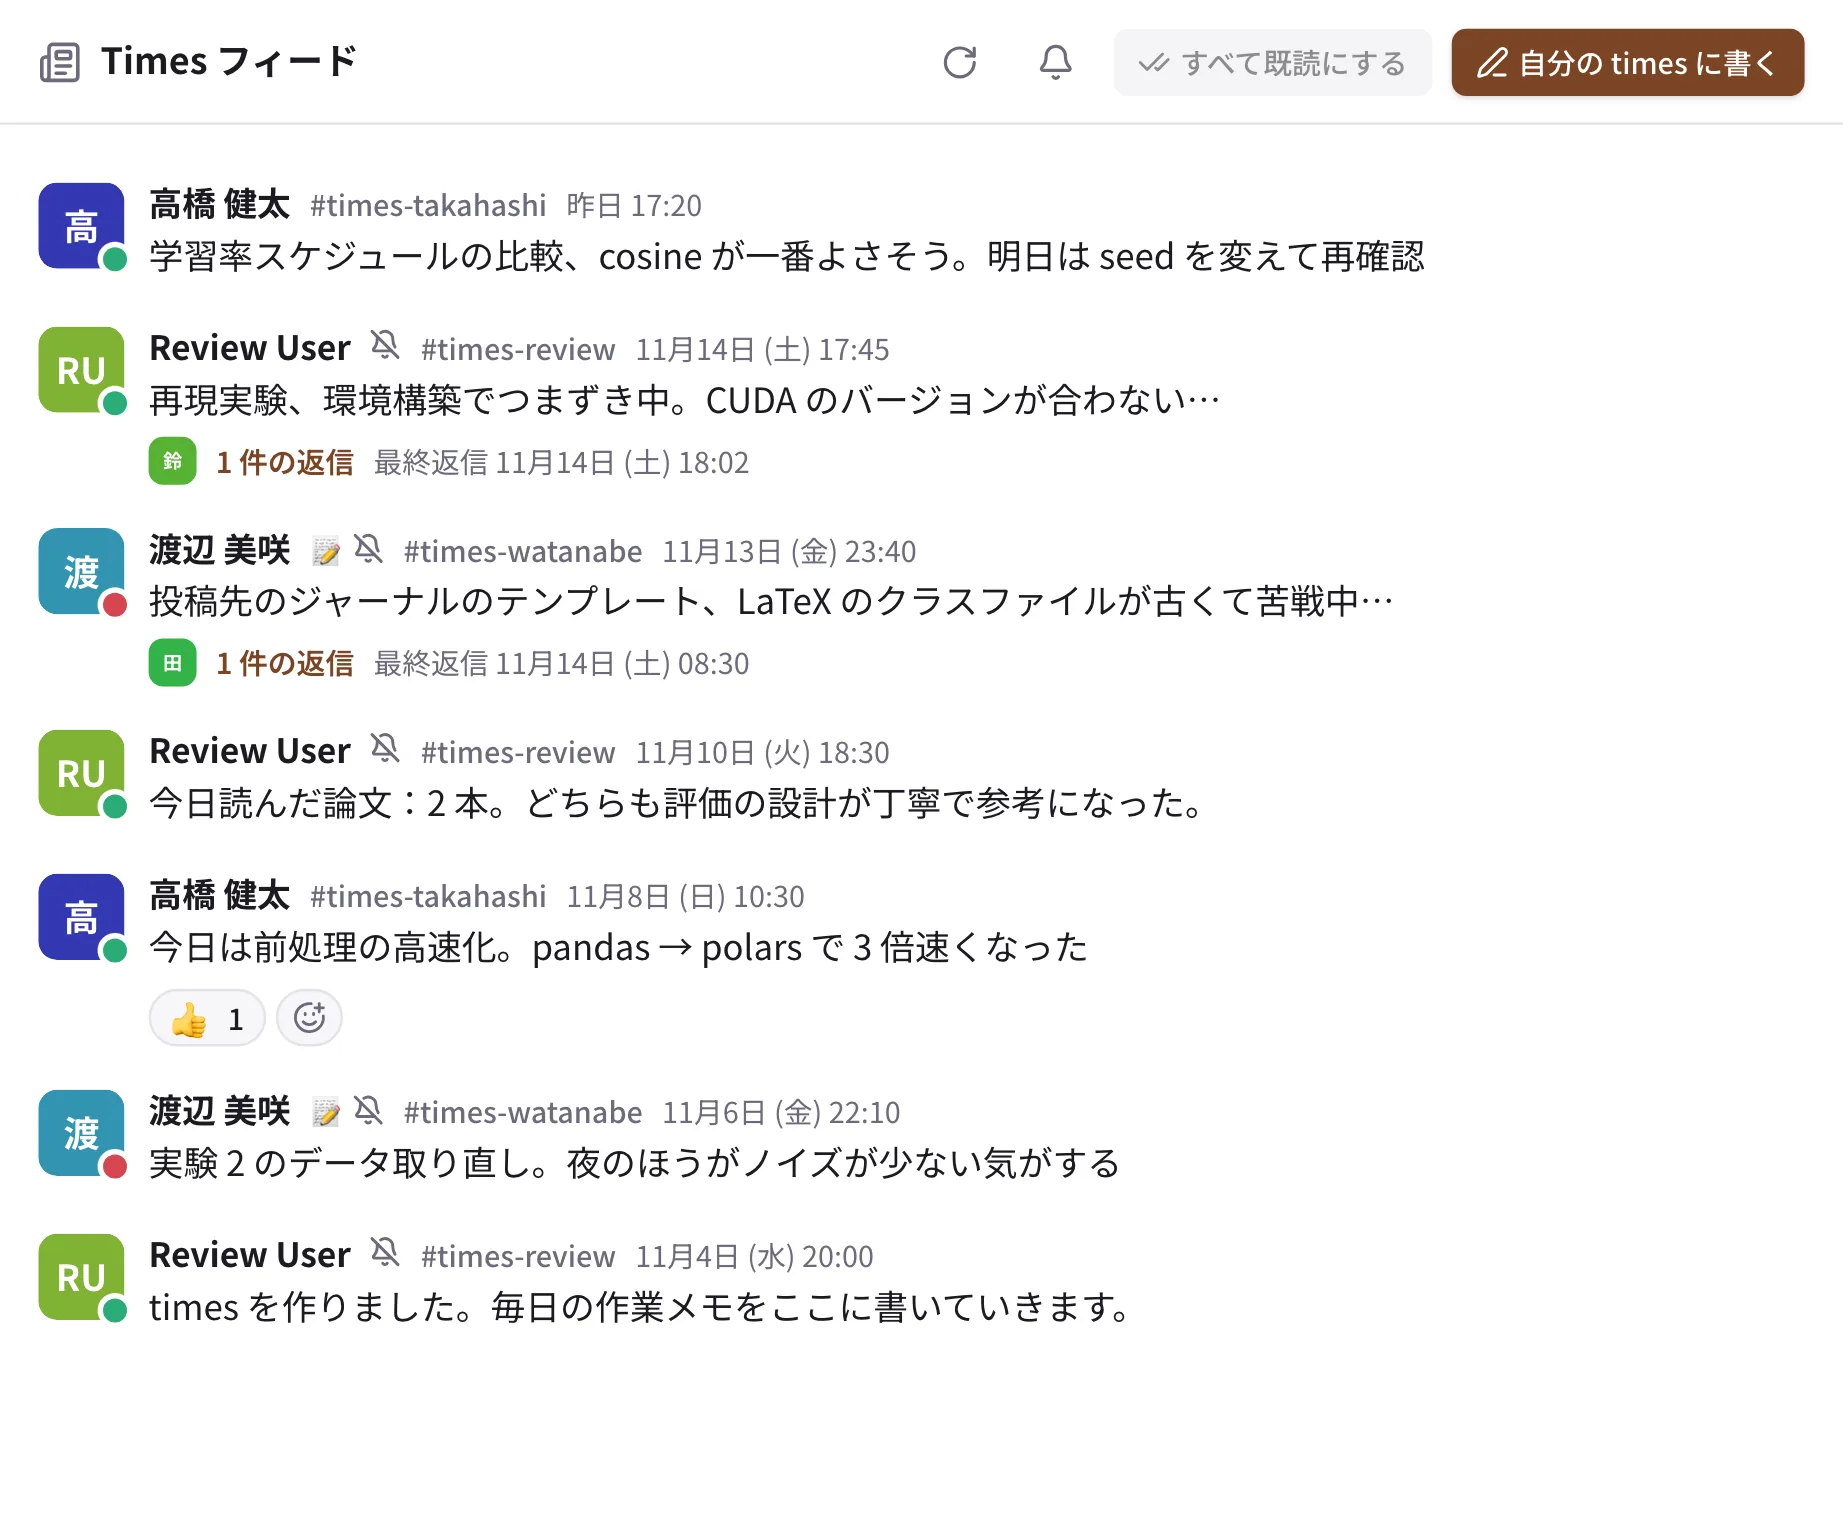 Times フィード
すべて既読にする
自分の times に書く
高
高橋 健太 #times-takahashi 昨日 17:20
学習率スケジュールの比較、cosine が一番よさそう。明日は seed を変えて再確認
RU
Review User #times-review 11月14日 (土) 17:45
再現実験、環境構築でつまずき中。CUDA のバージョンが合わない…
鈴 1 件の返信 最終返信 11月14日 (土) 18:02
渡
渡辺 美咲 #times-watanabe 11月13日 (金) 23:40
投稿先のジャーナルのテンプレート、LaTeX のクラスファイルが古くて苦戦中…
田 1 件の返信 最終返信 11月14日 (土) 08:30
RU
Review User #times-review 11月10日 (火) 18:30
今日読んだ論文：2 本。どちらも評価の設計が丁寧で参考になった。
高
高橋 健太 #times-takahashi 11月8日 (日) 10:30
今日は前処理の高速化。pandas → polars で 3 倍速くなった
👍 1
渡
渡辺 美咲 #times-watanabe 11月6日 (金) 22:10
実験 2 のデータ取り直し。夜のほうがノイズが少ない気がする
RU
Review User #times-review 11月4日 (水) 20:00
times を作りました。毎日の作業メモをここに書いていきます。